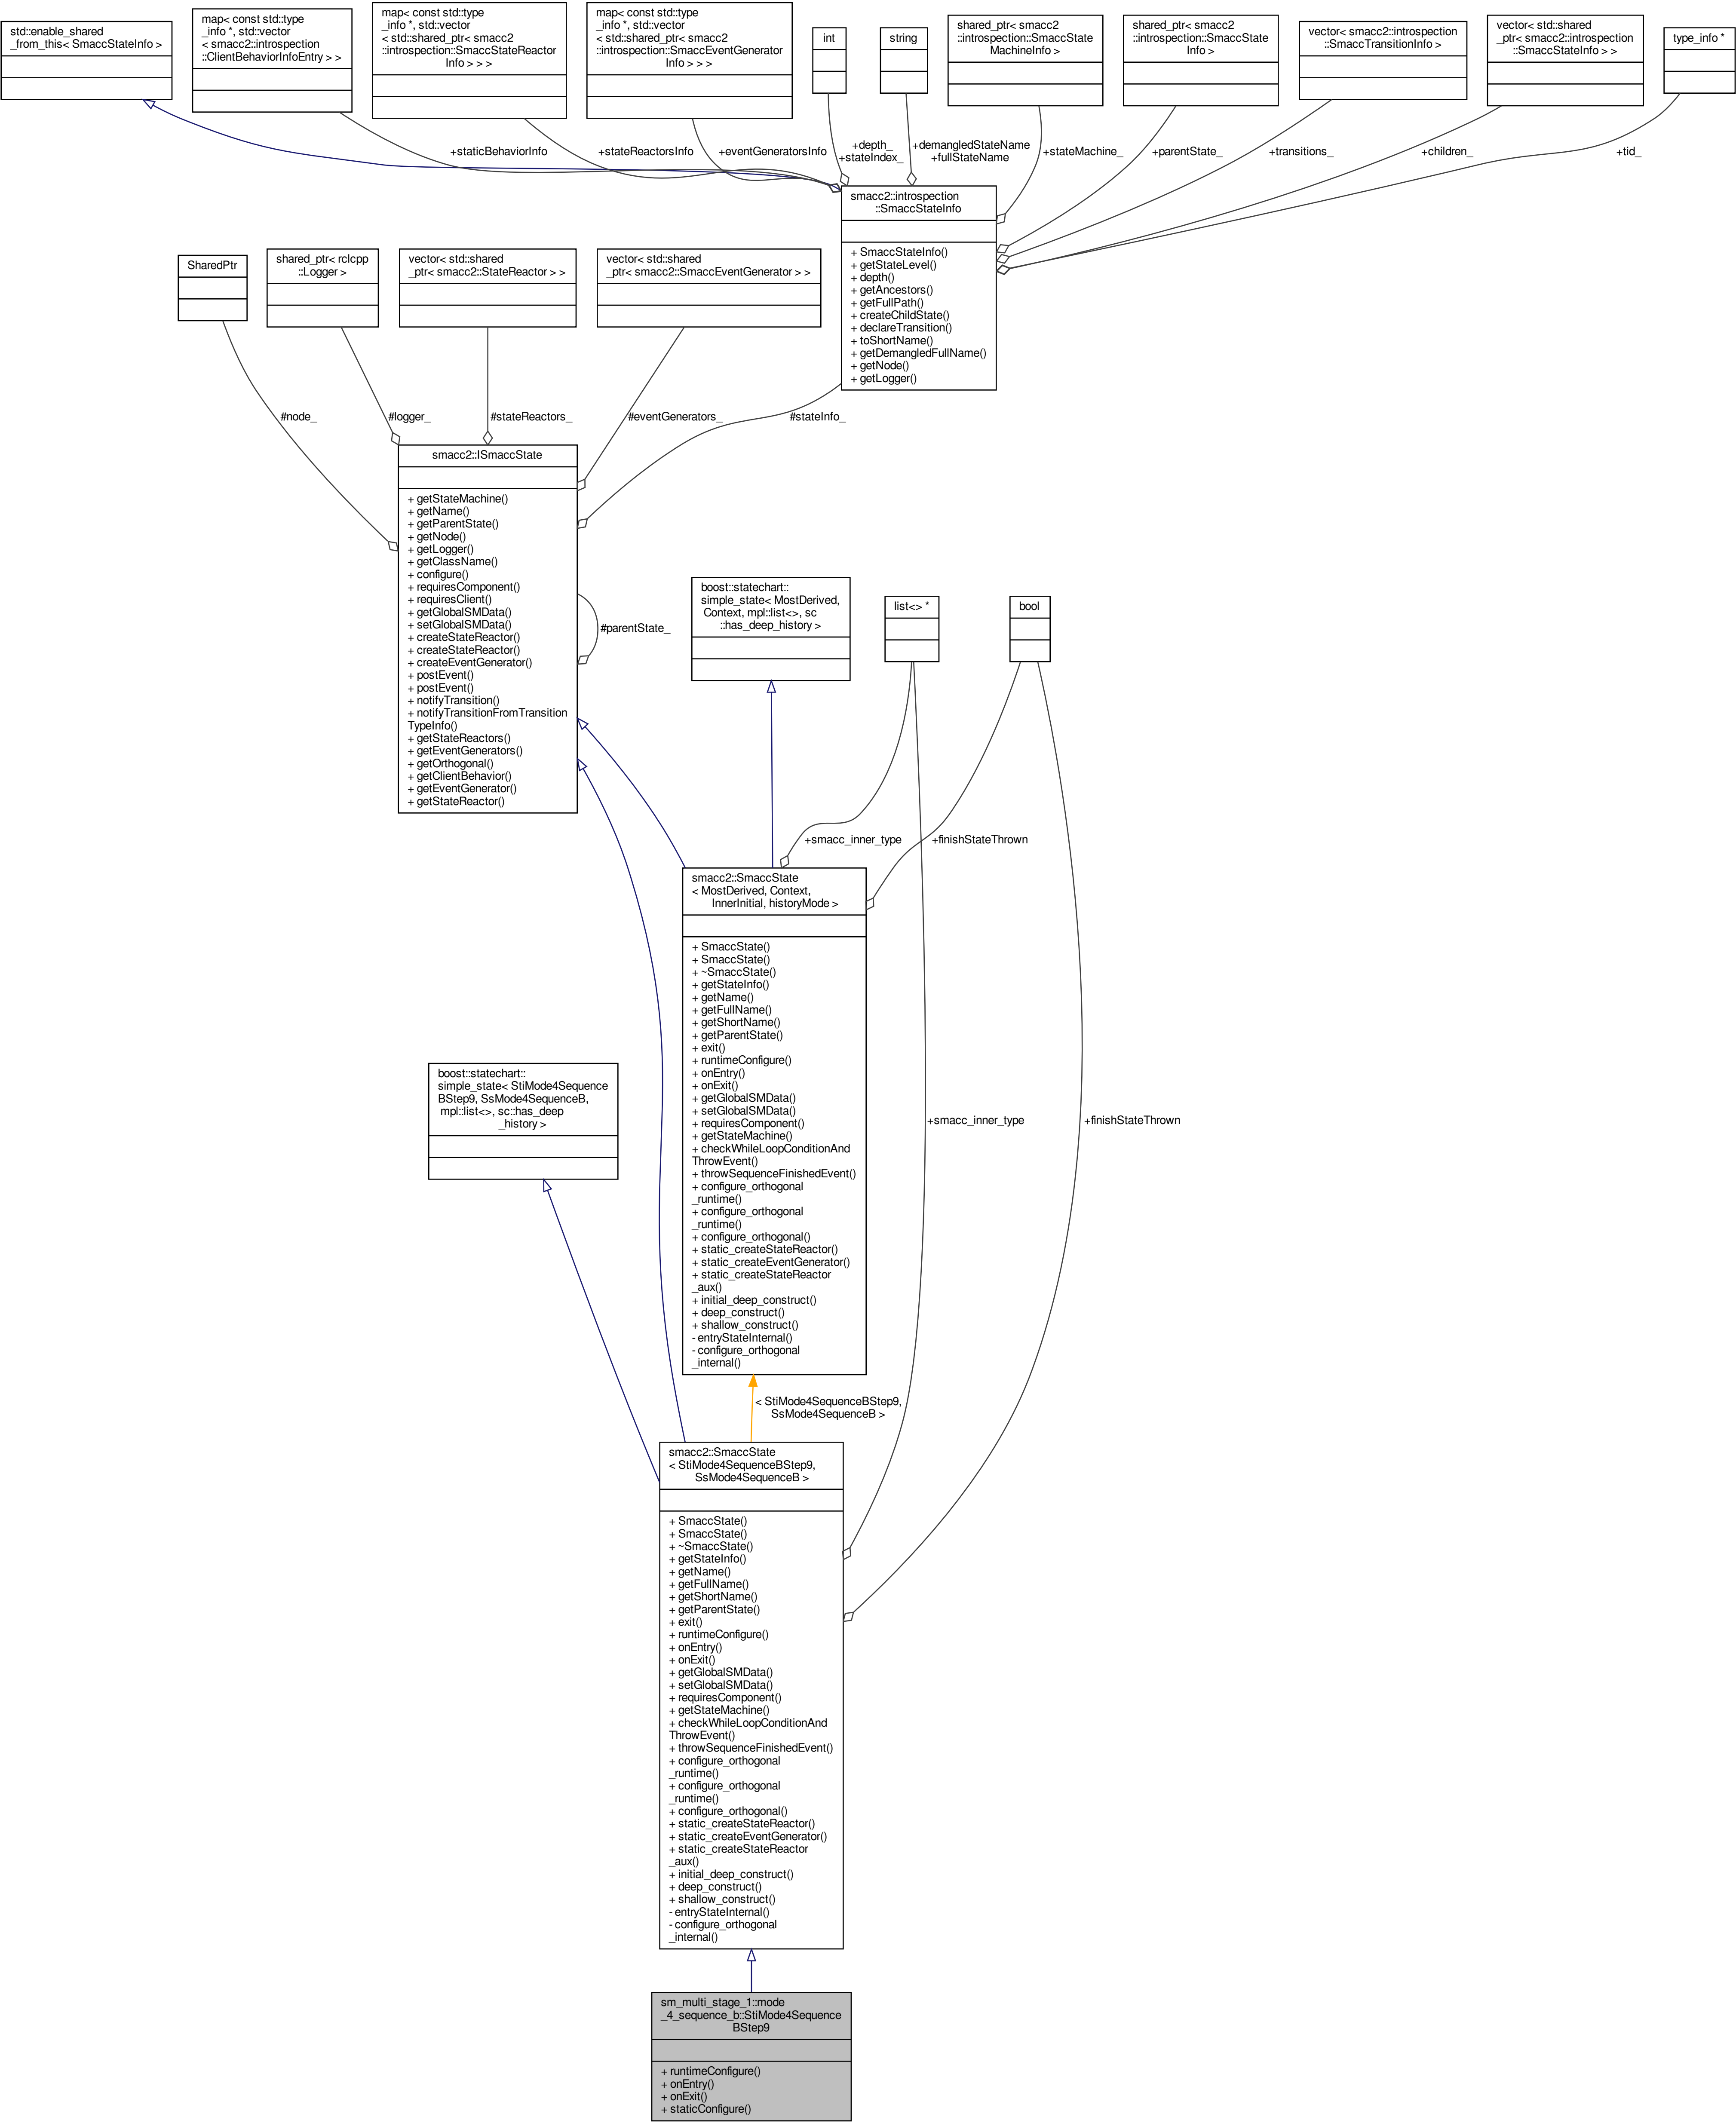 std::enable_shared
_from_this< SmaccStateInfo >
map< const std::type
_info *, std::vector
< smacc2::introspection
::ClientBehaviorInfoEntry > >
map< const std::type
_info *, std::vector
< std::shared_ptr< smacc2
::introspection::SmaccStateReactor
Info > > >
map< const std::type
_info *, std::vector
< std::shared_ptr< smacc2
::introspection::SmaccEventGenerator
Info > > >
int
string
shared_ptr< smacc2
::introspection::SmaccState
MachineInfo >
shared_ptr< smacc2
::introspection::SmaccState
Info >
vector< smacc2::introspection
::SmaccTransitionInfo >
vector< std::shared
_ptr< smacc2::introspection
::SmaccStateInfo > >
type_info *
+staticBehaviorInfo
+stateReactorsInfo
+eventGeneratorsInfo
+depth_
+stateIndex_
+demangledStateName
+fullStateName
+stateMachine_
+parentState_
+transitions_
+children_
+tid_
smacc2::introspection
::SmaccStateInfo
+ SmaccStateInfo()
+ getStateLevel()
+ depth()
+ getAncestors()
+ getFullPath()
+ createChildState()
+ declareTransition()
+ toShortName()
+ getDemangledFullName()
+ getNode()
+ getLogger()
SharedPtr
shared_ptr< rclcpp
::Logger >
vector< std::shared
_ptr< smacc2::StateReactor > >
vector< std::shared
_ptr< smacc2::SmaccEventGenerator > >
#node_
#logger_
#stateReactors_
#eventGenerators_
#stateInfo_
smacc2::ISmaccState
+ getStateMachine()
+ getName()
+ getParentState()
+ getNode()
+ getLogger()
+ getClassName()
+ configure()
+ requiresComponent()
+ requiresClient()
+ getGlobalSMData()
+ setGlobalSMData()
+ createStateReactor()
+ createStateReactor()
+ createEventGenerator()
+ postEvent()
+ postEvent()
+ notifyTransition()
+ notifyTransitionFromTransition
TypeInfo()
+ getStateReactors()
+ getEventGenerators()
+ getOrthogonal()
+ getClientBehavior()
+ getEventGenerator()
+ getStateReactor()
#parentState_
boost::statechart::
simple_state< MostDerived,
Context, mpl::list<>, sc
::has_deep_history >
list<> *
bool
+smacc_inner_type
+finishStateThrown
smacc2::SmaccState
< MostDerived, Context,
InnerInitial, historyMode >
+ SmaccState()
+ SmaccState()
+ ~SmaccState()
+ getStateInfo()
+ getName()
+ getFullName()
+ getShortName()
+ getParentState()
+ exit()
+ runtimeConfigure()
+ onEntry()
+ onExit()
+ getGlobalSMData()
+ setGlobalSMData()
+ requiresComponent()
+ getStateMachine()
+ checkWhileLoopConditionAnd
ThrowEvent()
+ throwSequenceFinishedEvent()
+ configure_orthogonal
_runtime()
+ configure_orthogonal
_runtime()
+ configure_orthogonal()
+ static_createStateReactor()
+ static_createEventGenerator()
+ static_createStateReactor
_aux()
+ initial_deep_construct()
+ deep_construct()
+ shallow_construct()
- entryStateInternal()
- configure_orthogonal
_internal()
boost::statechart::
simple_state< StiMode4Sequence
BStep9, SsMode4SequenceB,
mpl::list<>, sc::has_deep
_history >
+smacc_inner_type
+finishStateThrown
< StiMode4SequenceBStep9,
SsMode4SequenceB >
smacc2::SmaccState
< StiMode4SequenceBStep9,
SsMode4SequenceB >
+ SmaccState()
+ SmaccState()
+ ~SmaccState()
+ getStateInfo()
+ getName()
+ getFullName()
+ getShortName()
+ getParentState()
+ exit()
+ runtimeConfigure()
+ onEntry()
+ onExit()
+ getGlobalSMData()
+ setGlobalSMData()
+ requiresComponent()
+ getStateMachine()
+ checkWhileLoopConditionAnd
ThrowEvent()
+ throwSequenceFinishedEvent()
+ configure_orthogonal
_runtime()
+ configure_orthogonal
_runtime()
+ configure_orthogonal()
+ static_createStateReactor()
+ static_createEventGenerator()
+ static_createStateReactor
_aux()
+ initial_deep_construct()
+ deep_construct()
+ shallow_construct()
- entryStateInternal()
- configure_orthogonal
_internal()
sm_multi_stage_1::mode
_4_sequence_b::StiMode4Sequence
BStep9
+ runtimeConfigure()
+ onEntry()
+ onExit()
+ staticConfigure()